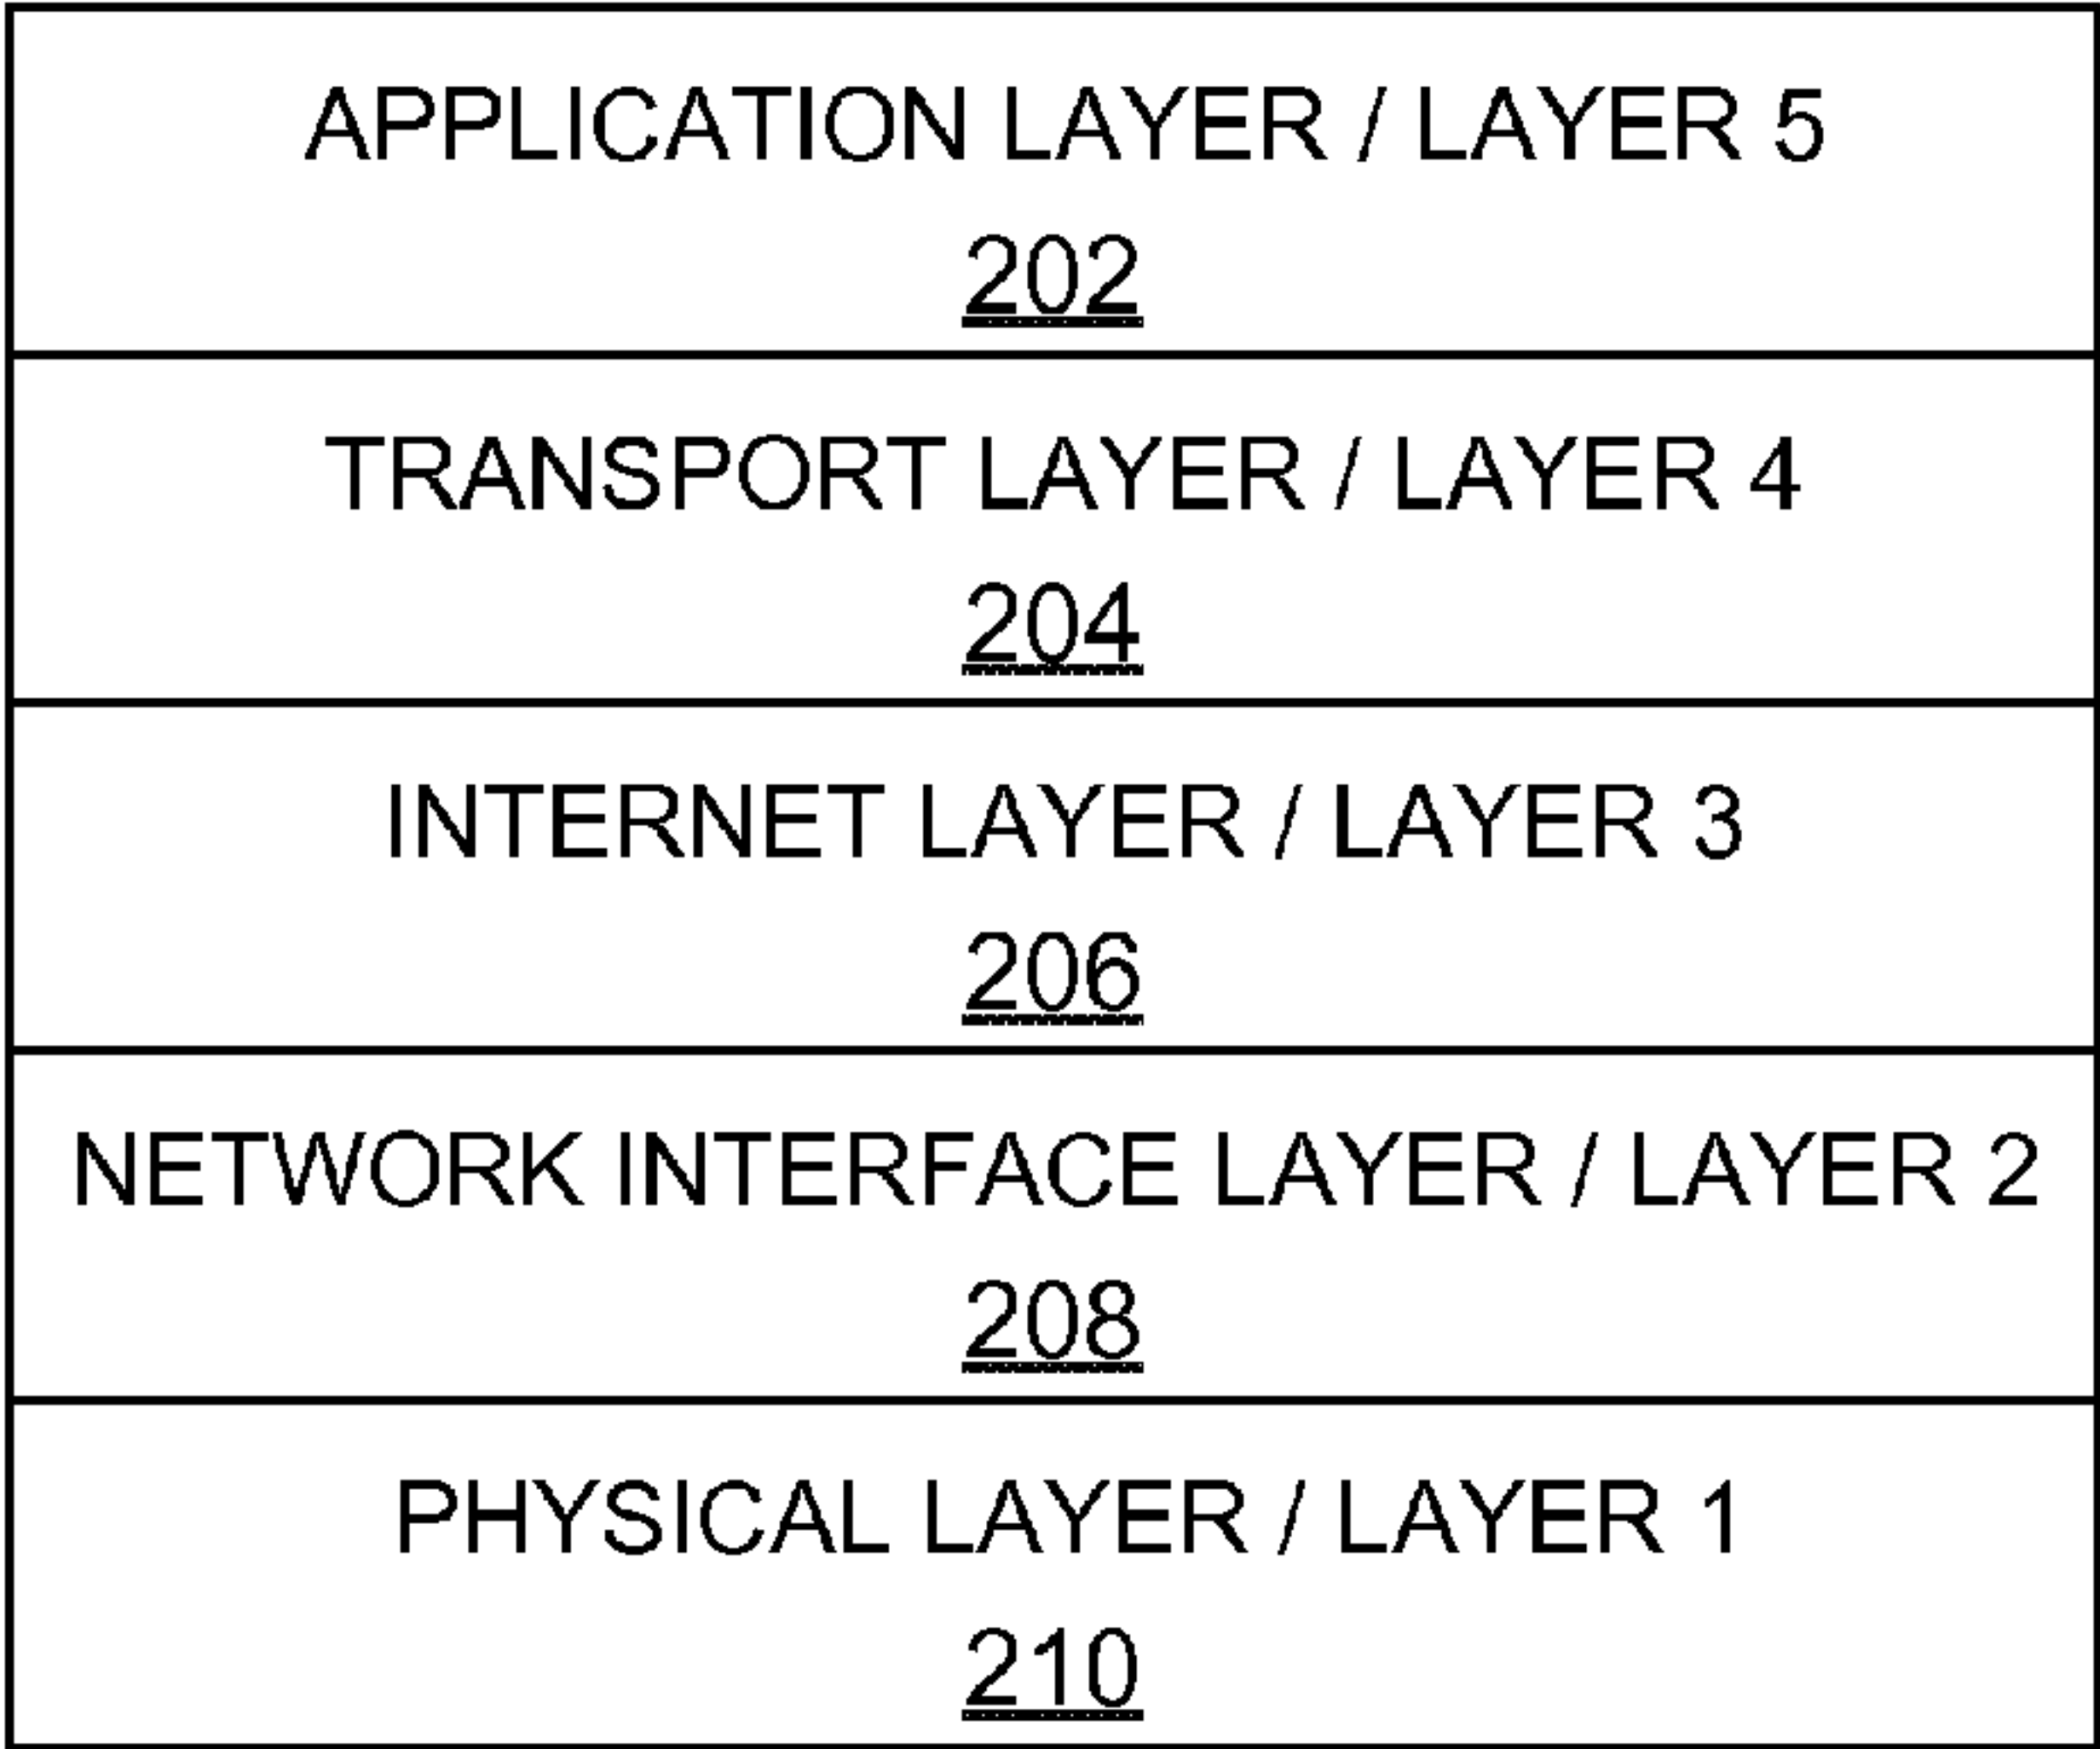 APPLICATION LAYER / LAYER 5
202
TRANSPORT LAYER / LAYER 4
204
INTERNET LAYER / LAYER 3
206
NETWORK INTERFACE LAYER / LAYER 2
208
PHYSICAL LAYER / LAYER 1
210